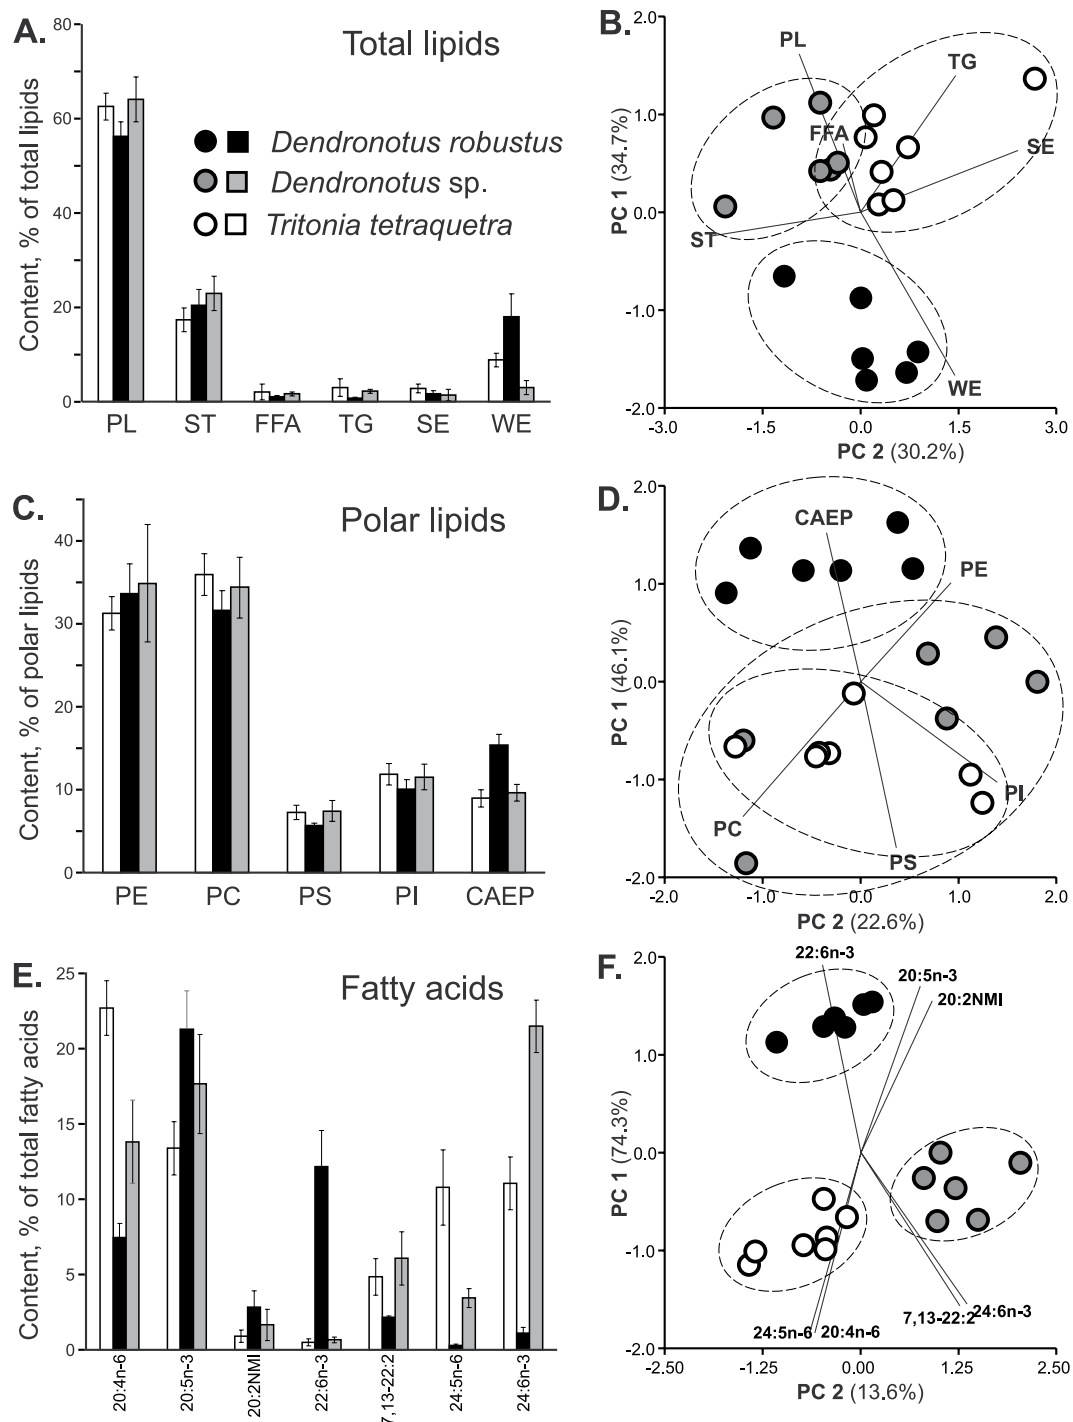 A.
Total lipids
Content, % of total lipids
80
60
40
20
0
Dendronotus robustus
Dendronotus sp.
Tritonia tetraquetra
PL ST FFA TG SE WE
B.
PC 1 (34.7%)
2.0
1.0
0.0
-1.0
-2.0
PL
TG
FFA
SE
ST
WE
-3.0 -1.5 0.0 1.5 3.0
PC 2 (30.2%)
C.
Polar lipids
Content, % of polar lipids
40
30
20
10
0
PE PC PS PI CAEP
D.
PC 1 (46.1%)
2.0
1.0
0.0
-1.0
-2.0
CAEP
PE
PI
PC
PS
-2.0 -1.0 0.0 1.0 2.0
PC 2 (22.6%)
E.
Fatty acids
Content, % of total fatty acids
25
20
15
10
5
0
20:4n-6
20:5n-3
20:2NMI
22:6n-3
7,13-22:2
24:5n-6
24:6n-3
F.
PC 1 (74.3%)
2.0
1.0
0.0
-1.0
-2.0
22:6n-3
20:5n-3
20:2NMI
24:6n-3
7,13-22:2
24:5n-6 20:4n-6
-2.50 -1.25 0.00 1.25 2.50
PC 2 (13.6%)